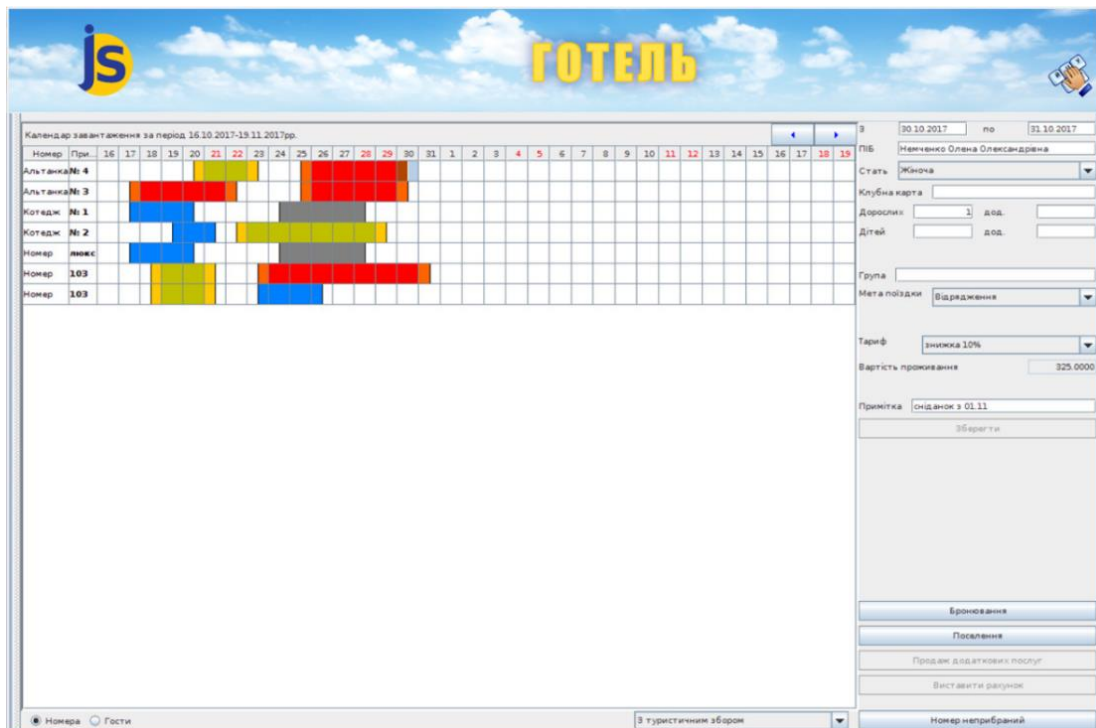 js
ГОТЕЛЬ
Календар завантаження за період 16.10.2017-19.11.2017рр.
Номер При... 16 17 18 19 20 21 22 23 24 25 26 27 28 29 30 31 1 2 3 4 5 6 7 8 9 10 11 12 13 14 15 16 17 18 19
Альтанка № 4
Альтанка № 3
Котедж № 1
Котедж № 2
Номер люкс
Номер 103
Номер 103
З 30.10.2017 по 31.10.2017
ПІБ Немченко Олена Олександрівна
Стать Жіноча
Клубна карта
Дорослих 1 дод.
Дітей дод.
Група
Мета поїздки Відрядження
Тариф знижка 10%
Вартість проживання 325.0000
Примітка сніданок з 01.11
Зберегти
Бронювання
Поселення
Продаж додаткових послуг
Виставити рахунок
Номера Гости
З туристичним збором
Номер неприбраний